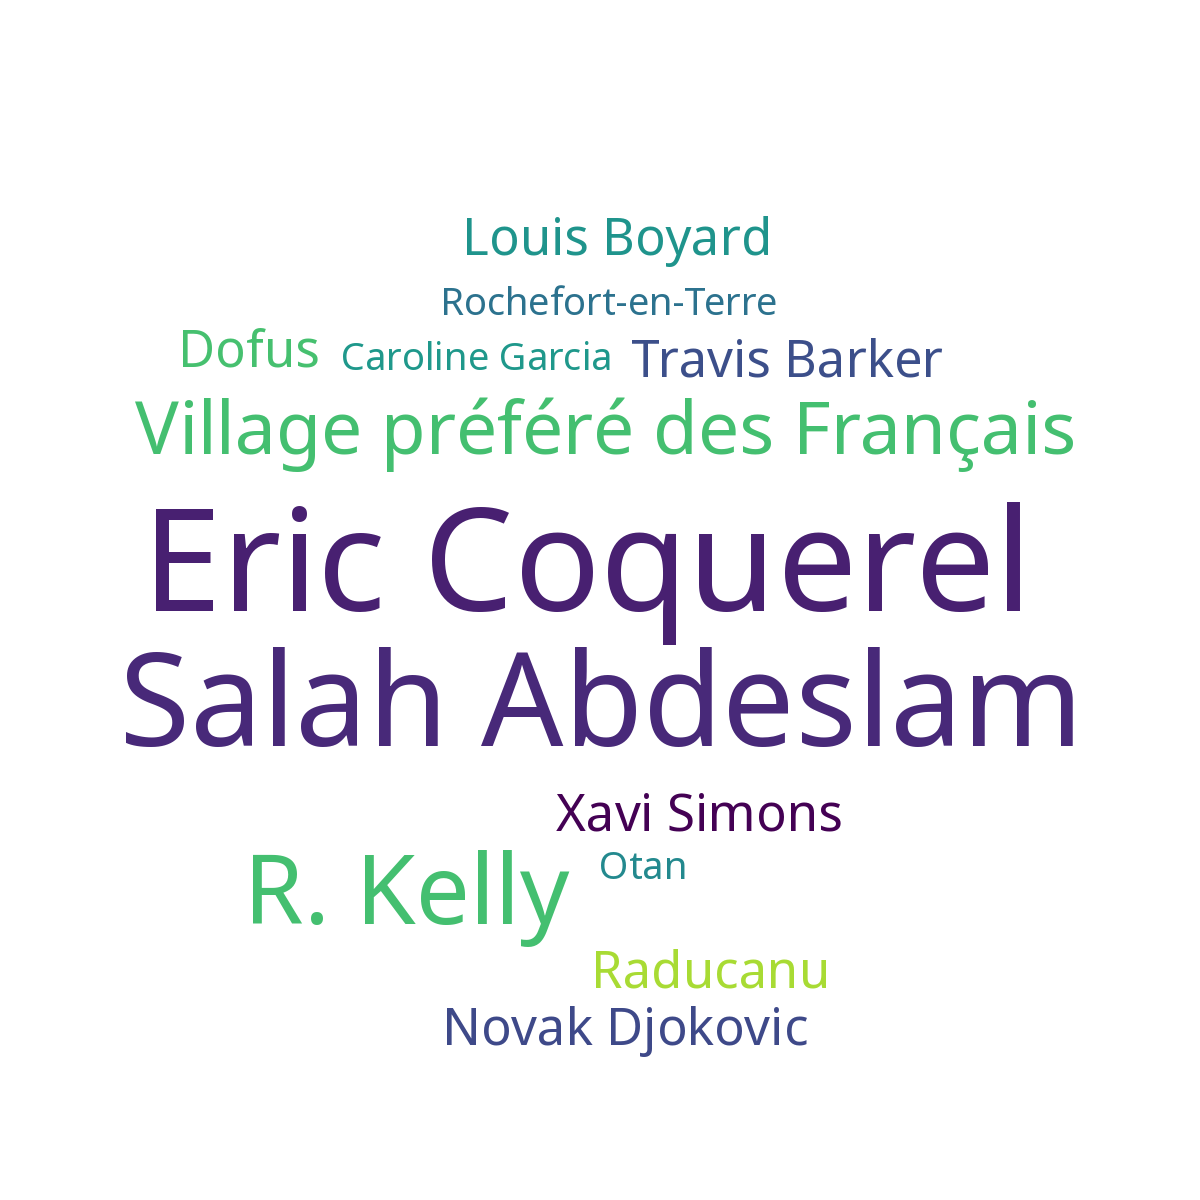 Louis Boyard
Rochefort-en-Terre
Dofus
Caroline Garcia
Travis Barker
Village préféré des Français
Eric Coquerel
Salah Abdeslam
Xavi Simons
R. Kelly
Otan
Raducanu
Novak Djokovic